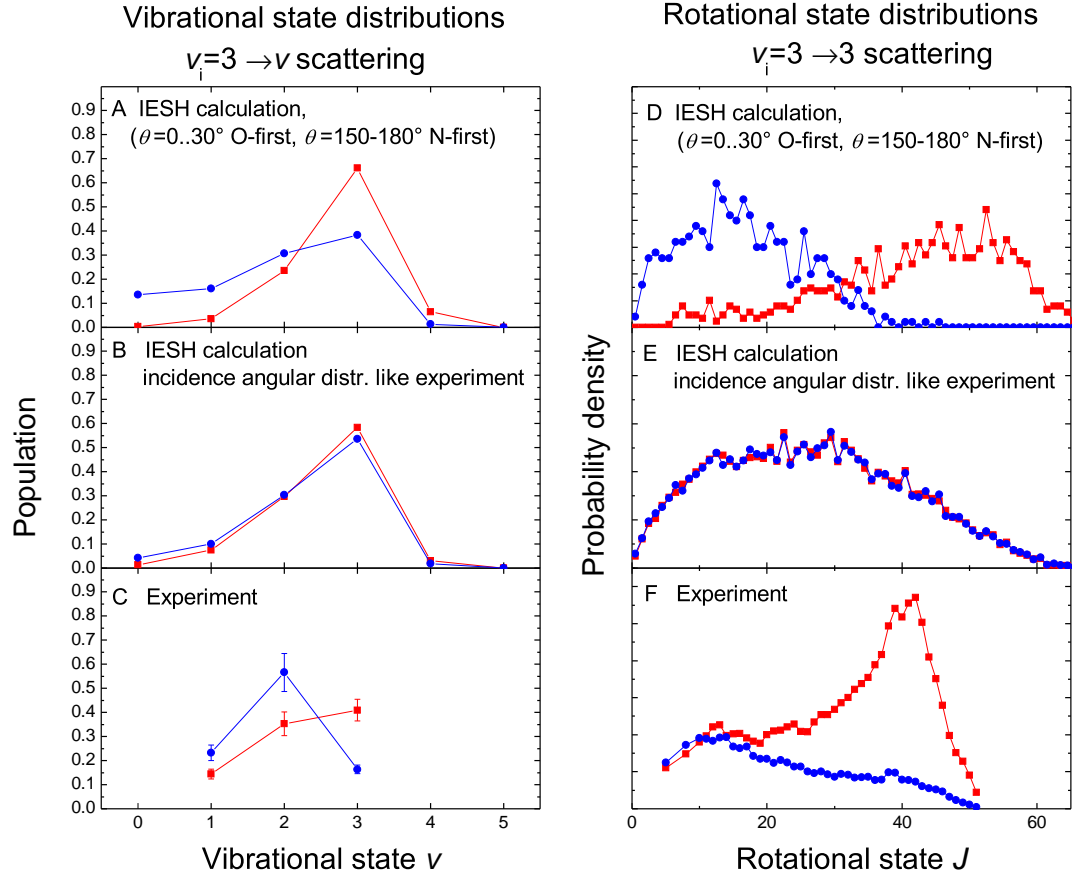 Vibrational state distributions
vi=3 →v scattering
Rotational state distributions
vi=3 →3 scattering
A IESH calculation,
(θ=0..30° O-first, θ=150-180° N-first)
0.9
0.8
0.7
0.6
0.5
0.4
0.3
0.2
0.1
0.0
B IESH calculation
incidence angular distr. like experiment
0.9
0.8
0.7
0.6
0.5
0.4
0.3
0.2
0.1
0.0
C Experiment
0.9
0.8
0.7
0.6
0.5
0.4
0.3
0.2
0.1
0.0
Population
0 1 2 3 4 5
Vibrational state v
D IESH calculation,
(θ=0..30° O-first, θ=150-180° N-first)
E IESH calculation
incidence angular distr. like experiment
F Experiment
Probability density
0 20 40 60
Rotational state J